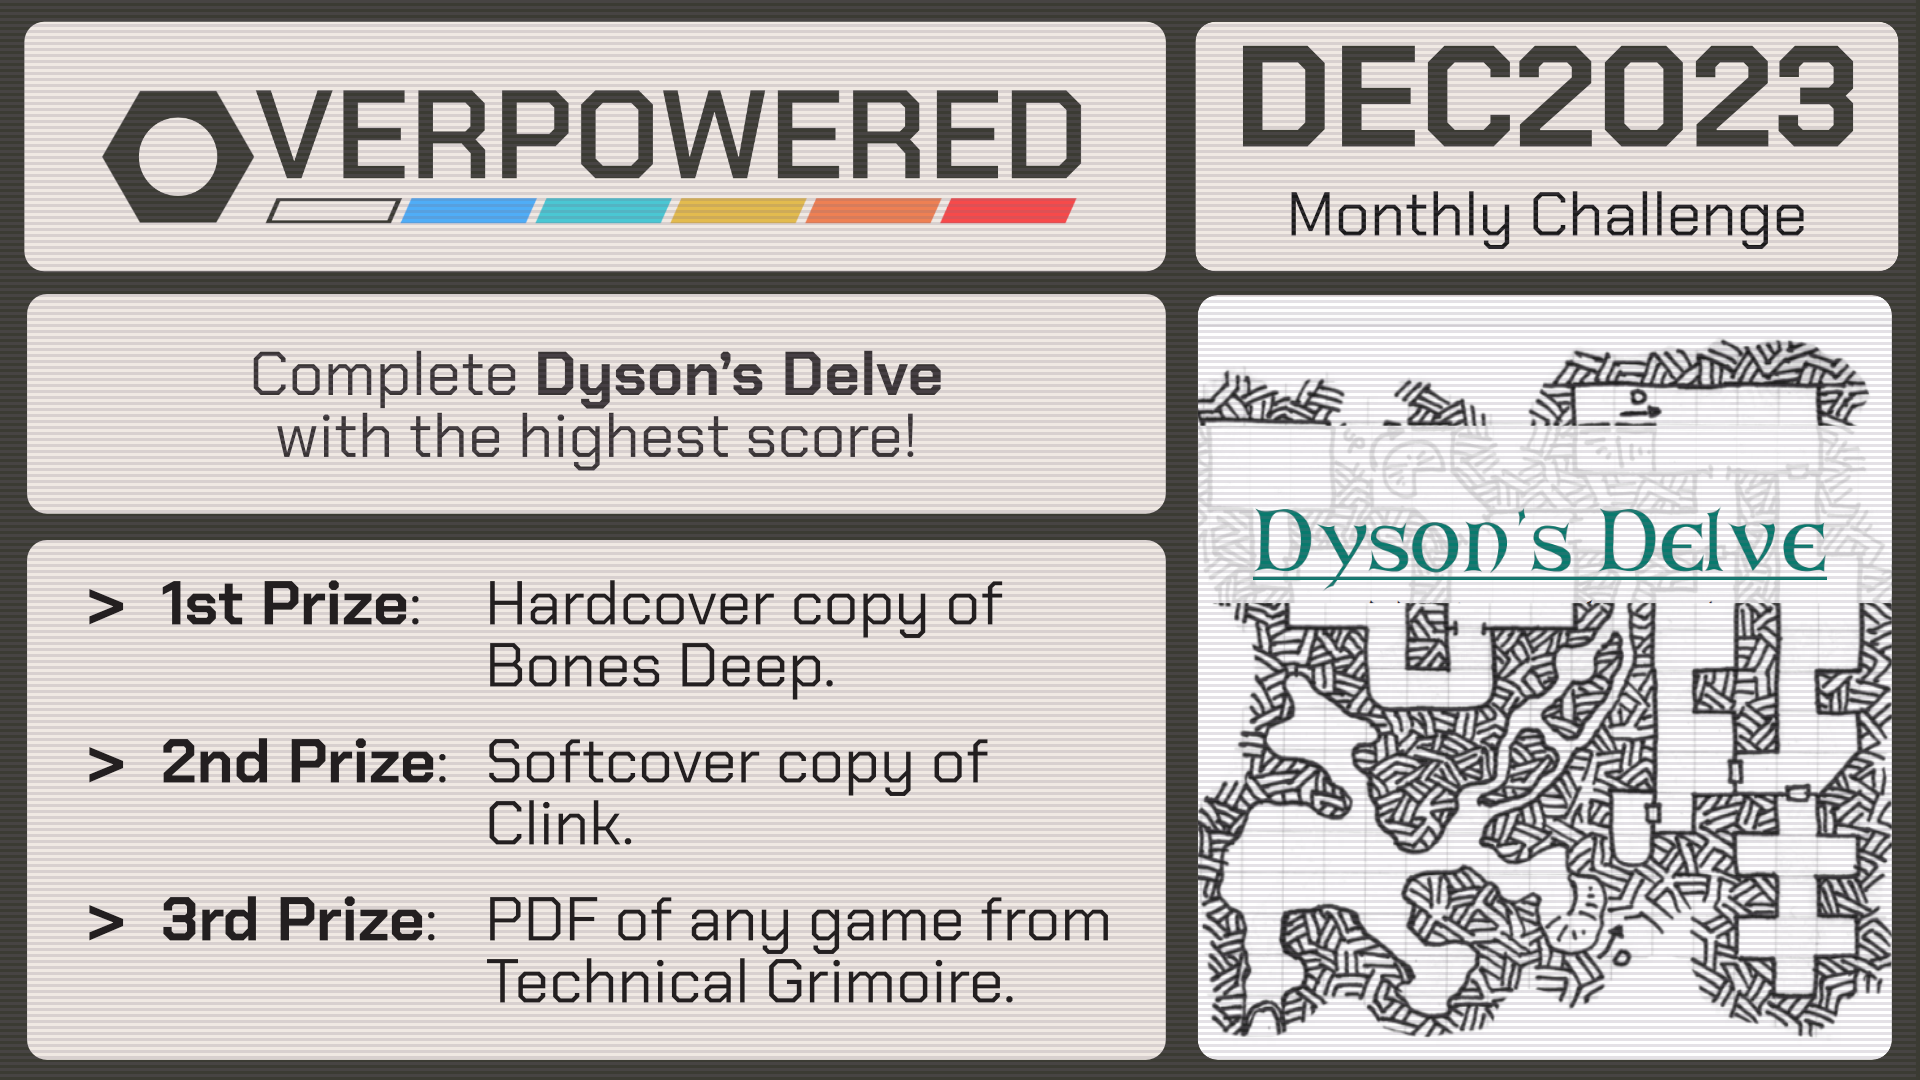 OVERPOWERED
DEC2023
Monthly Challenge
Complete Dyson's Delve
with the highest score!
> 1st Prize: Hardcover copy of
Bones Deep.
> 2nd Prize: Softcover copy of
Clink.
> 3rd Prize: PDF of any game from
Technical Grimoire.
Dyson's Delve